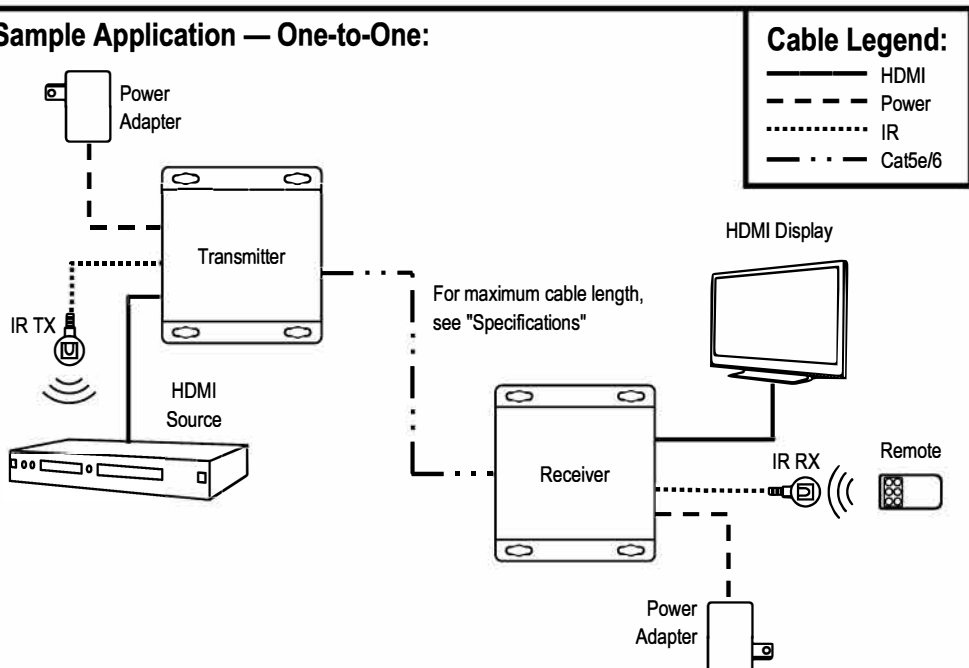 Sample Application — One-to-One:
Cable Legend:
HDMI
Power
IR
Cat5e/6
Power
Adapter
Transmitter
HDMI Display
For maximum cable length,
see "Specifications"
IR TX
HDMI
Source
Receiver
IR RX
Remote
Power
Adapter